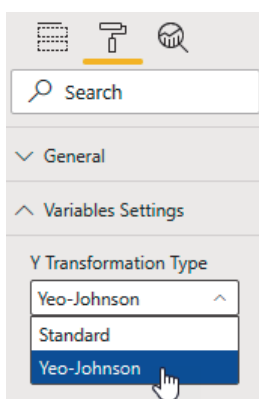 Search
General
Variables Settings
Y Transformation Type
Yeo-Johnson
Standard
Yeo-Johnson